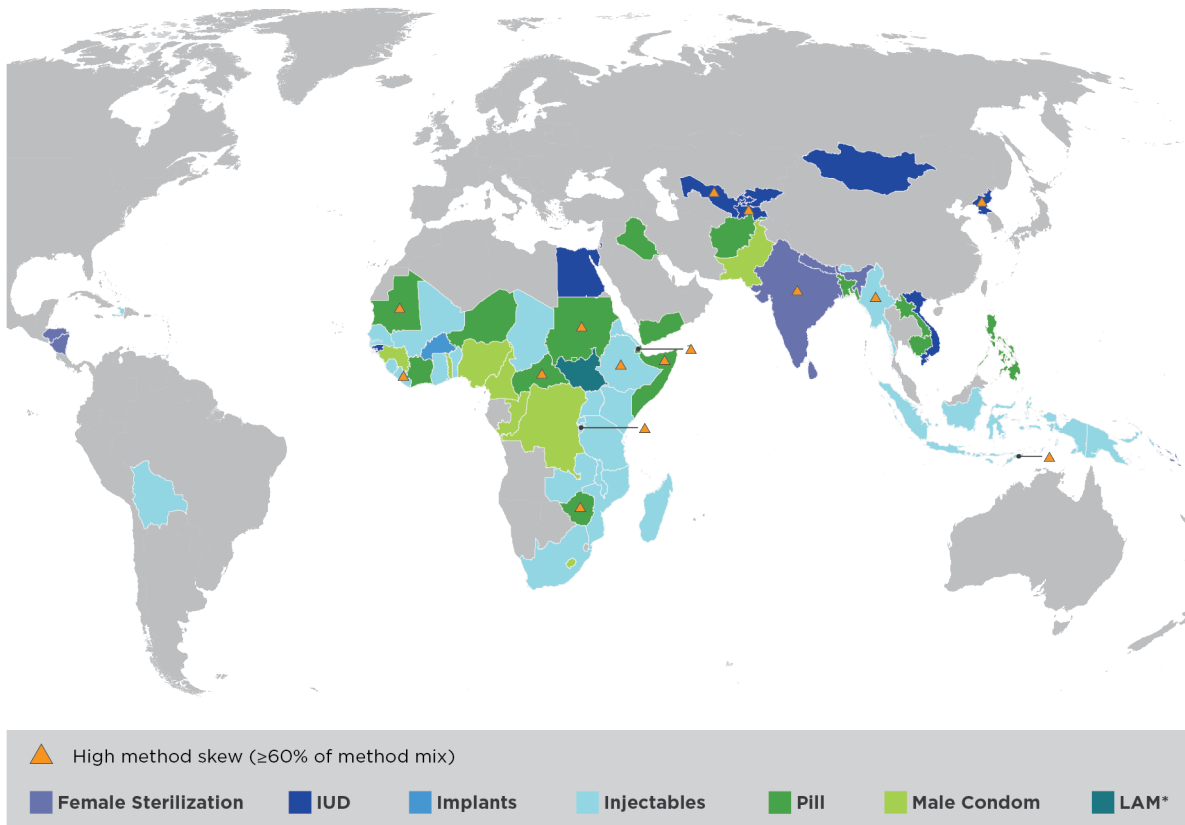 High method skew (≥60% of method mix)
Female Sterilization IUD Implants Injectables Pill Male Condom LAM*